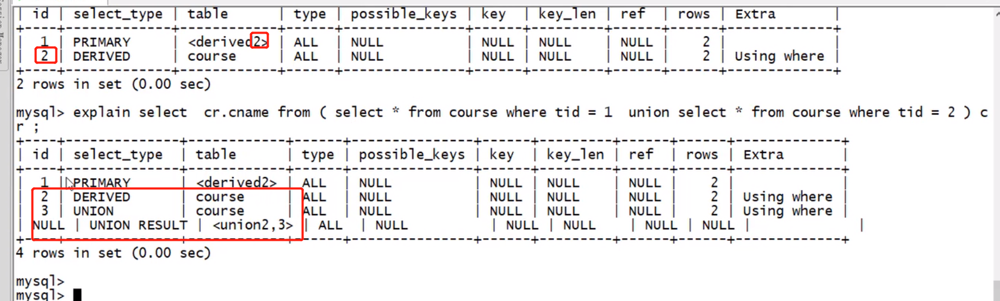 | id | select_type | table | type | possible_keys | key | key_len | ref | rows | Extra |
+----+-------------+------------+------+---------------+------+---------+------+------+-------------+
| 1 | PRIMARY | <derived2> | ALL | NULL | NULL | NULL | NULL | 2 | |
| 2 | DERIVED | course | ALL | NULL | NULL | NULL | NULL | 2 | Using where |
+----+-------------+------------+------+---------------+------+---------+------+------+-------------+
2 rows in set (0.00 sec)
mysql> explain select  cr.cname from ( select * from course where tid = 1  union select * from course where tid = 2 ) c
r ;
+----+--------------+------------+------+---------------+------+---------+------+------+-------------+
| id | select_type | table | type | possible_keys | key | key_len | ref | rows | Extra |
+----+--------------+------------+------+---------------+------+---------+------+------+-------------+
| 1 | PRIMARY | <derived2> | ALL | NULL | NULL | NULL | NULL | 2 | |
| 2 | DERIVED | course | ALL | NULL | NULL | NULL | NULL | 2 | Using where |
| 3 | UNION | course | ALL | NULL | NULL | NULL | NULL | 2 | Using where |
| NULL | UNION RESULT | <union2,3> | ALL | NULL | NULL | NULL | NULL | NULL | |
+----+--------------+------------+------+---------------+------+---------+------+------+-------------+
4 rows in set (0.00 sec)
mysql>
mysql>